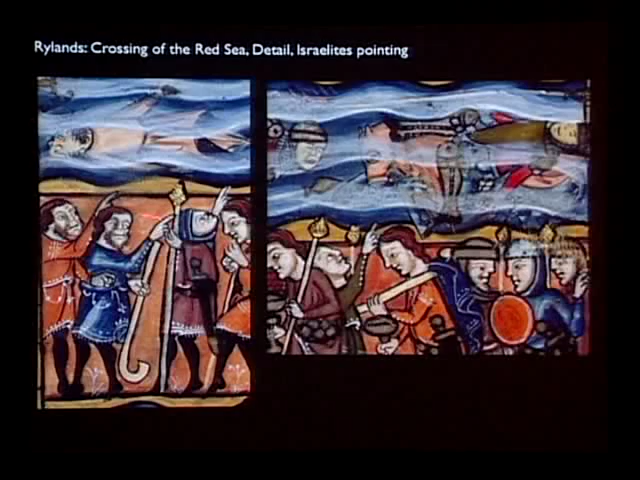 Rylands: Crossing of the Red Sea, Detail, Israelites pointing